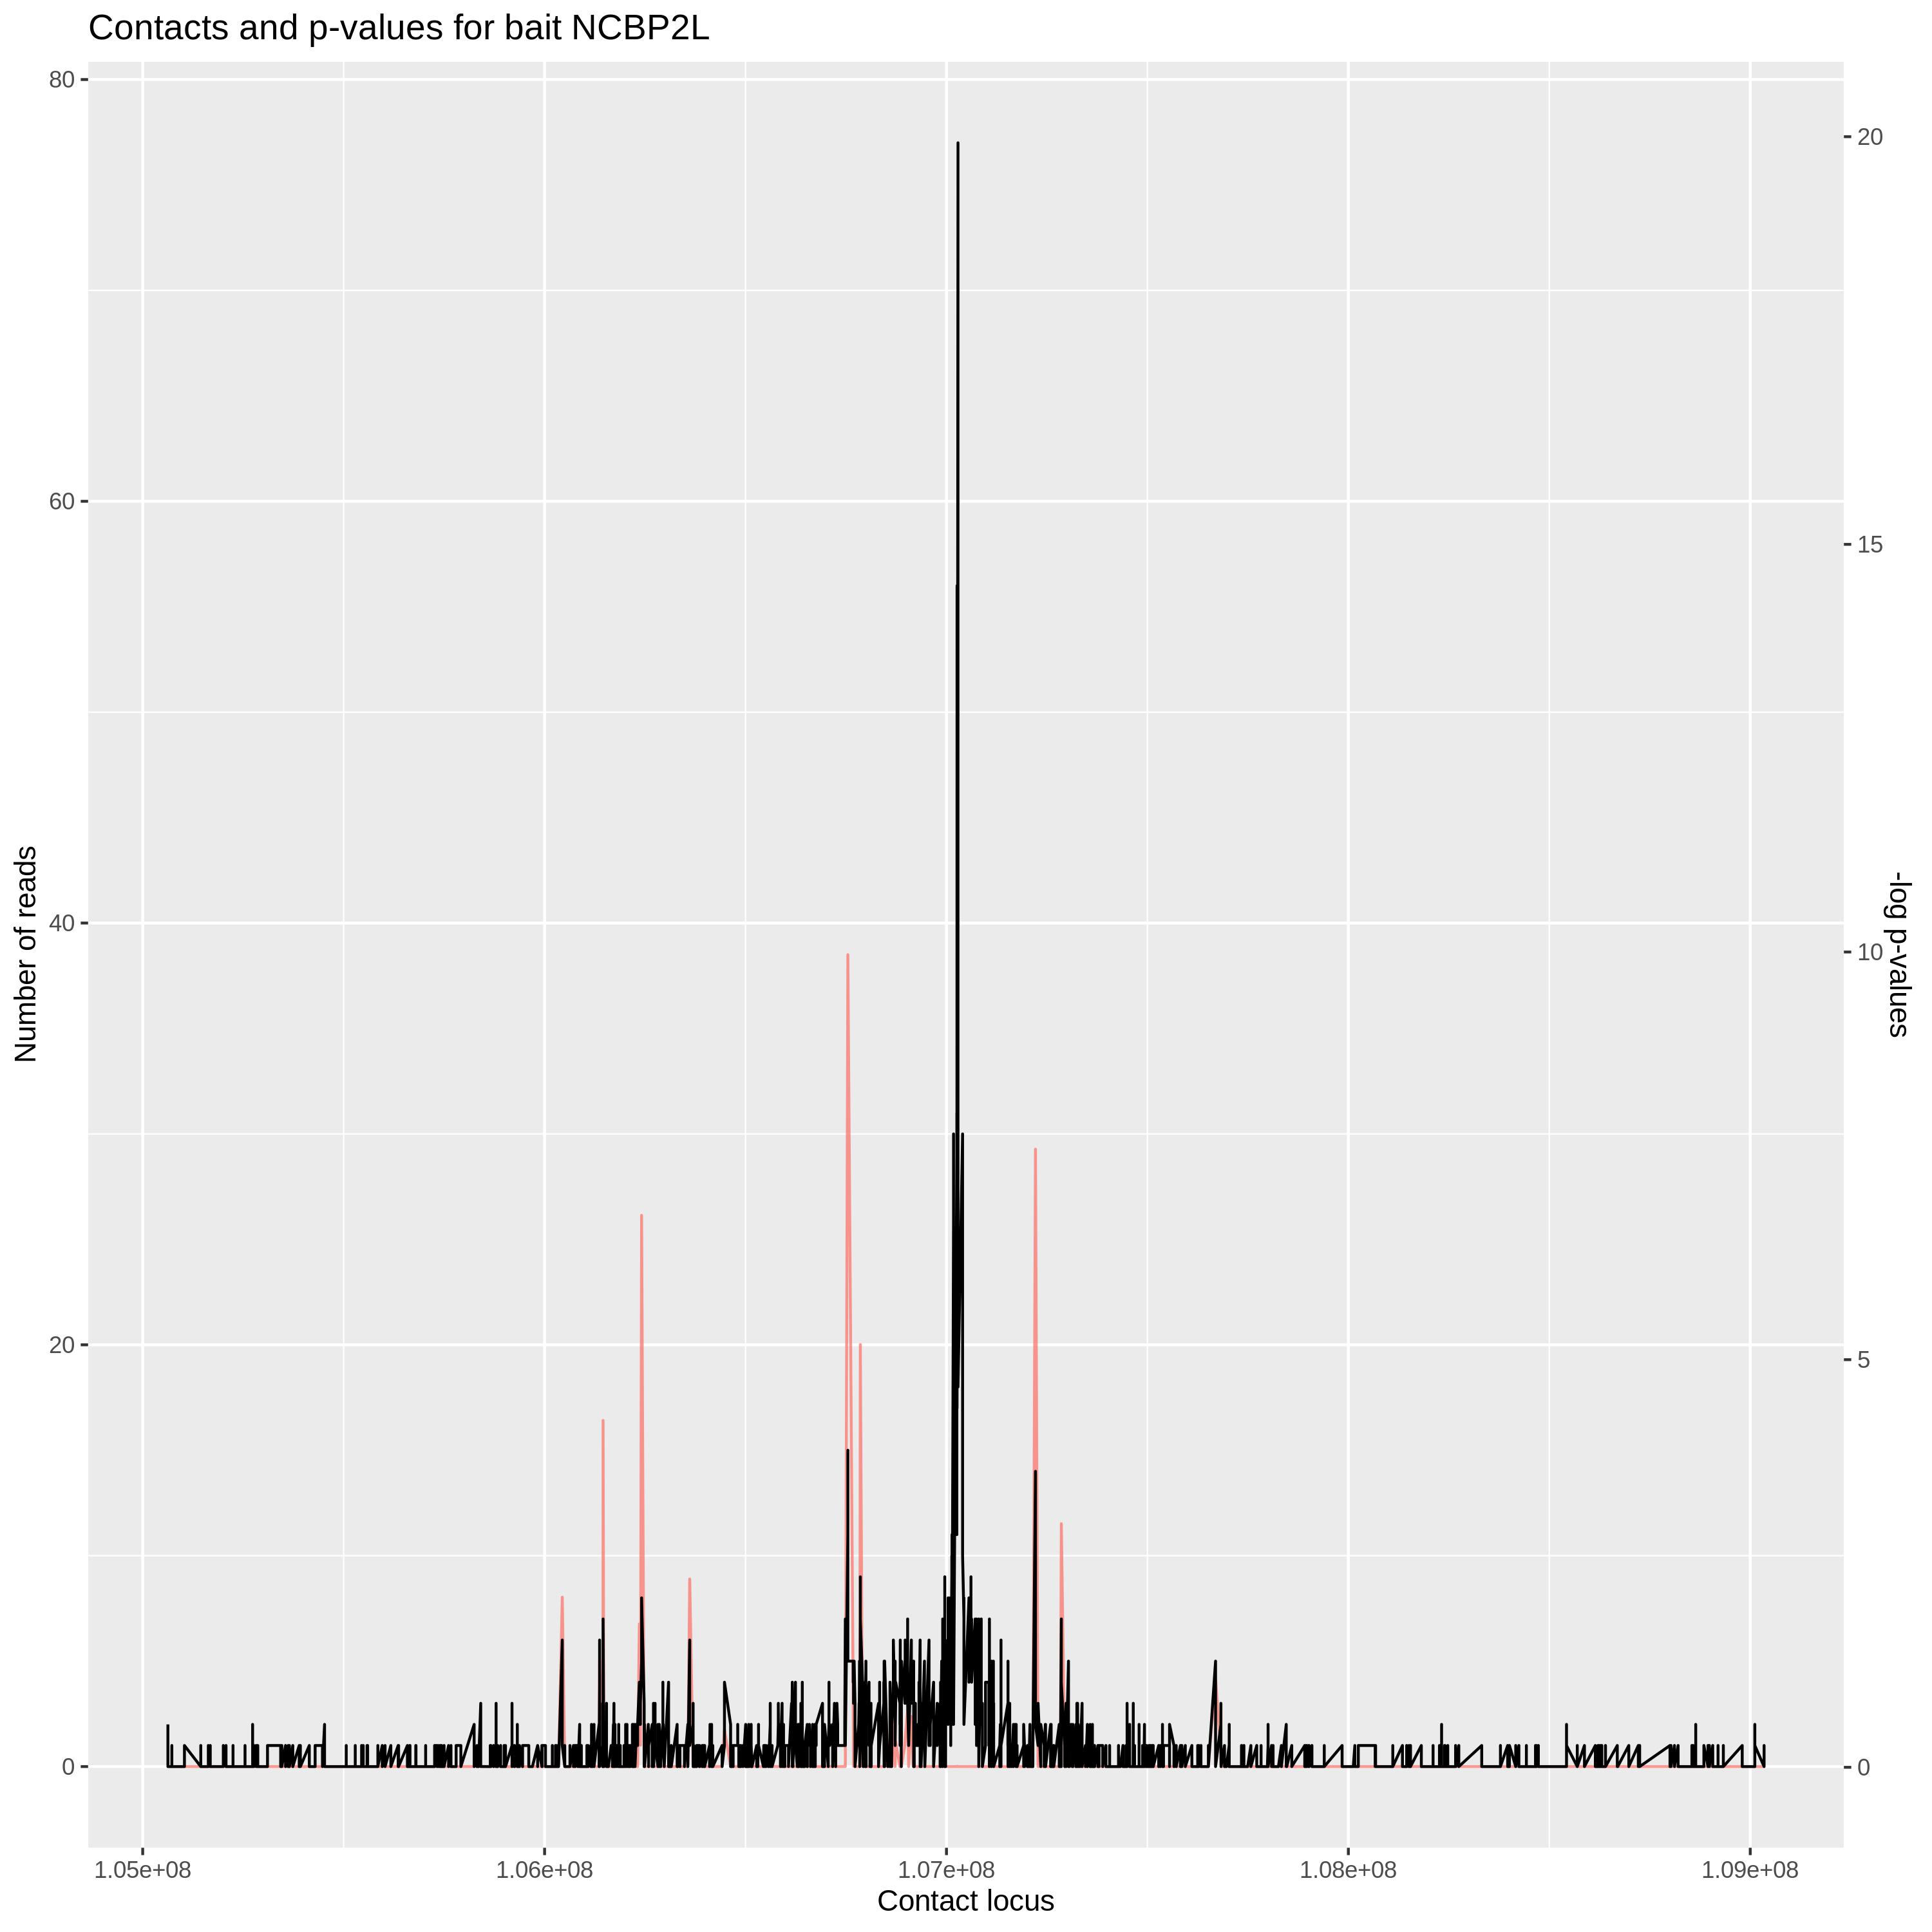 Contacts and p-values for bait NCBP2L
80
60
40
20
0
Number of reads
20
15
10
5
0
-log p-values
1.05e+08 1.06e+08 1.07e+08 1.08e+08 1.09e+08
Contact locus